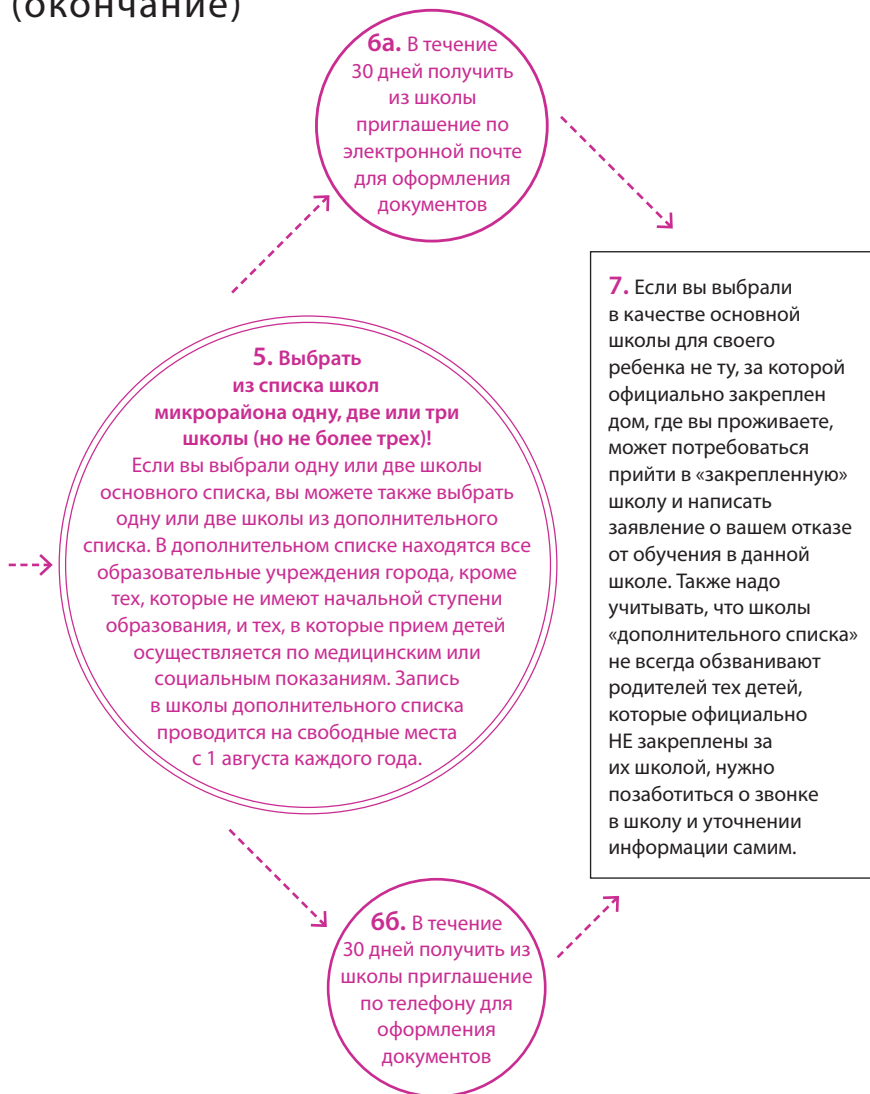 (окончание)
6а. В течение
30 дней получить
из школы
приглашение по
электронной почте
для оформления
документов
5. Выбрать
из списка школ
микрорайона одну, две или три
школы (но не более трех)!
Если вы выбрали одну или две школы
основного списка, вы можете также выбрать
одну или две школы из дополнительного
списка. В дополнительном списке находятся все
образовательные учреждения города, кроме
тех, которые не имеют начальной ступени
образования, и тех, в которые прием детей
осуществляется по медицинским или
социальным показаниям. Запись
в школы дополнительного списка
проводится на свободные места
с 1 августа каждого года.
6б. В течение
30 дней получить из
школы приглашение
по телефону для
оформления
документов
7. Если вы выбрали
в качестве основной
школы для своего
ребенка не ту, за которой
официально закреплен
дом, где вы проживаете,
может потребоваться
прийти в «закрепленную»
школу и написать
заявление о вашем отказе
от обучения в данной
школе. Также надо
учитывать, что школы
«дополнительного списка»
не всегда обзванивают
родителей тех детей,
которые официально
НЕ закреплены за
их школой, нужно
позаботиться о звонке
в школу и уточнении
информации самим.